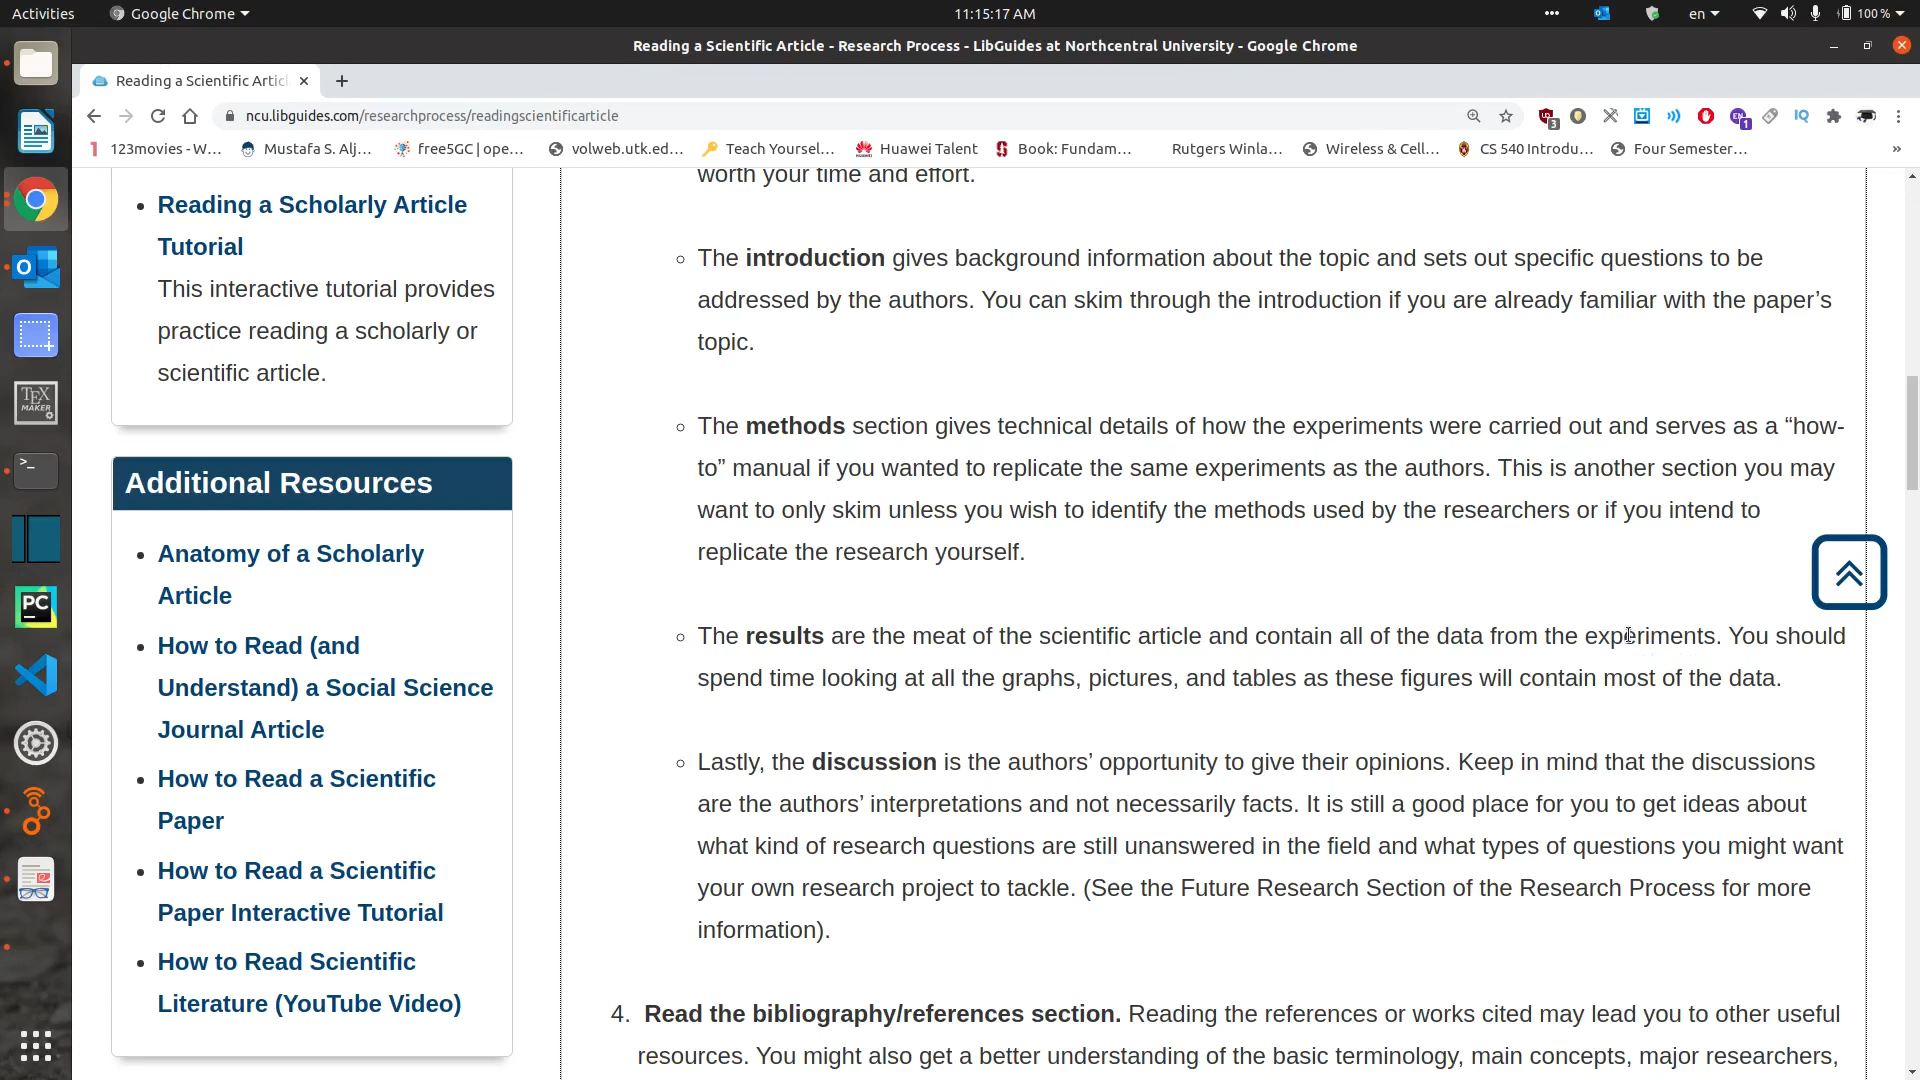 Activities
Google Chrome
11:15:17 AM
en
100 %
Reading a Scientific Article - Research Process - LibGuides at Northcentral University - Google Chrome
Reading a Scientific Articl
ncu.libguides.com/researchprocess/readingscientificarticle
3
1
IQ
123movies - W...
Mustafa S. Alj...
free5GC | ope...
volweb.utk.ed...
Teach Yoursel...
Huawei Talent
Book: Fundam...
Rutgers Winla...
Wireless & Cell...
CS 540 Introdu...
Four Semester...
»
Reading a Scholarly Article
Tutorial
This interactive tutorial provides
practice reading a scholarly or
scientific article.
Additional Resources
Anatomy of a Scholarly
Article
How to Read (and
Understand) a Social Science
Journal Article
How to Read a Scientific
Paper
How to Read a Scientific
Paper Interactive Tutorial
How to Read Scientific
Literature (YouTube Video)
worth your time and effort.
The introduction gives background information about the topic and sets out specific questions to be
addressed by the authors. You can skim through the introduction if you are already familiar with the paper’s
topic.
The methods section gives technical details of how the experiments were carried out and serves as a “how-
to” manual if you wanted to replicate the same experiments as the authors. This is another section you may
want to only skim unless you wish to identify the methods used by the researchers or if you intend to
replicate the research yourself.
The results are the meat of the scientific article and contain all of the data from the experiments. You should
spend time looking at all the graphs, pictures, and tables as these figures will contain most of the data.
Lastly, the discussion is the authors’ opportunity to give their opinions. Keep in mind that the discussions
are the authors’ interpretations and not necessarily facts. It is still a good place for you to get ideas about
what kind of research questions are still unanswered in the field and what types of questions you might want
your own research project to tackle. (See the Future Research Section of the Research Process for more
information).
4. Read the bibliography/references section. Reading the references or works cited may lead you to other useful
resources. You might also get a better understanding of the basic terminology, main concepts, major researchers,
TEX
MAKER
PC